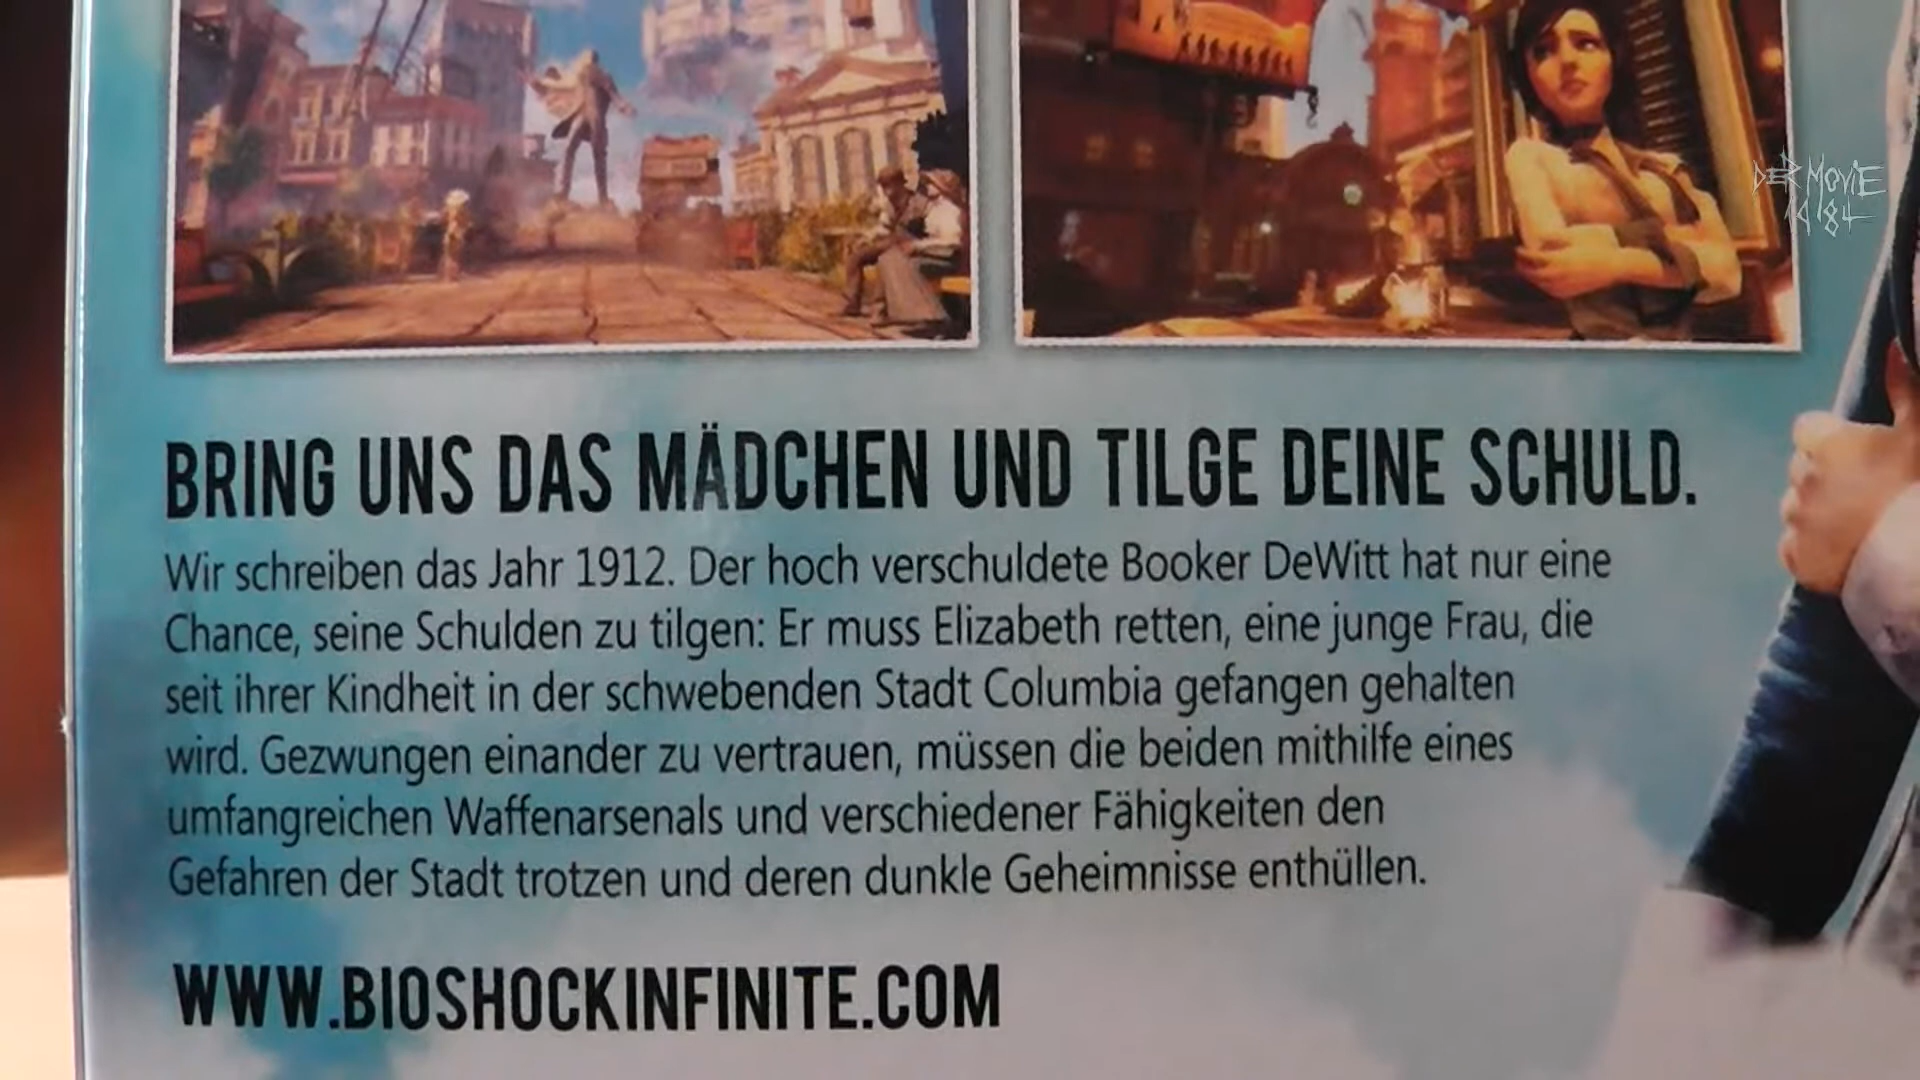 DER MOVIE
1984
BRING UNS DAS MÄDCHEN UND TILGE DEINE SCHULD.
Wir schreiben das Jahr 1912. Der hoch verschuldete Booker DeWitt hat nur eine
Chance, seine Schulden zu tilgen: Er muss Elizabeth retten, eine junge Frau, die
seit ihrer Kindheit in der schwebenden Stadt Columbia gefangen gehalten
wird. Gezwungen einander zu vertrauen, müssen die beiden mithilfe eines
umfangreichen Waffenarsenals und verschiedener Fähigkeiten den
Gefahren der Stadt trotzen und deren dunkle Geheimnisse enthüllen.
WWW.BIOSHOCKINFINITE.COM